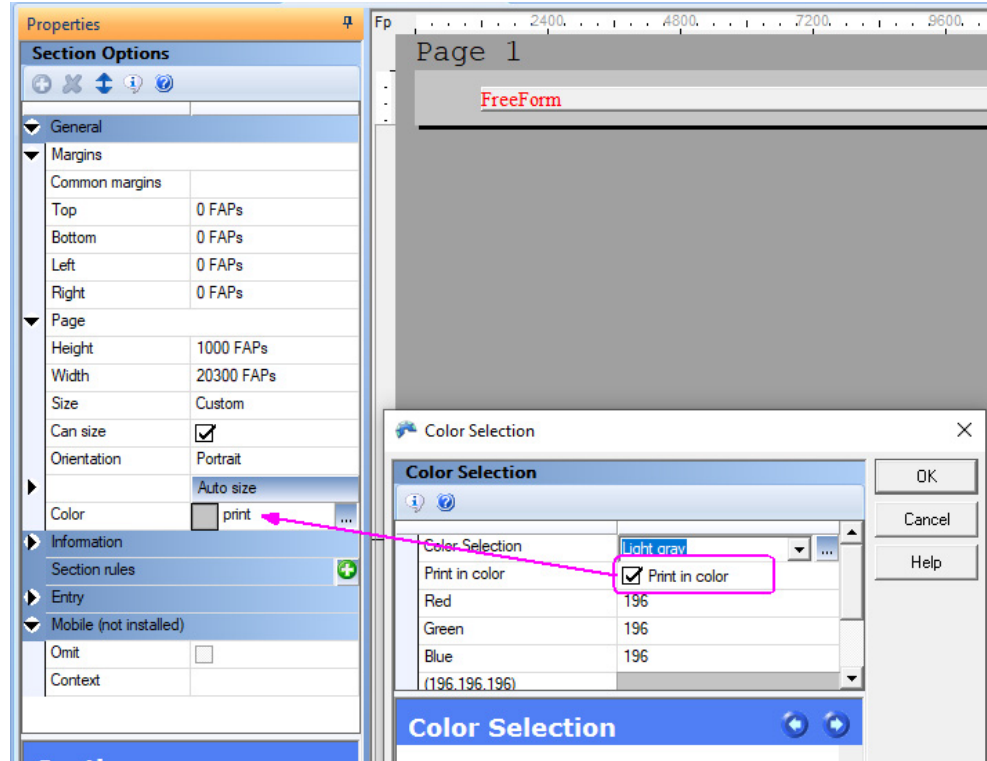 Properties
Section Options
General
Margins
Common margins
Top 0 FAPs
Bottom 0 FAPs
Left 0 FAPs
Right 0 FAPs
Page
Height 1000 FAPs
Width 20300 FAPs
Size Custom
Can size
Orientation Portrait
Auto size
Color print ...
Information
Section rules
Entry
Mobile (not installed)
Omit
Context
Fp 2400 4800 7200 9600
Page 1
FreeForm
Color Selection
Color Selection
Color Selection Light gray ...
Print in color Print in color
Red 196
Green 196
Blue 196
(196,196,196)
Color Selection
OK
Cancel
Help